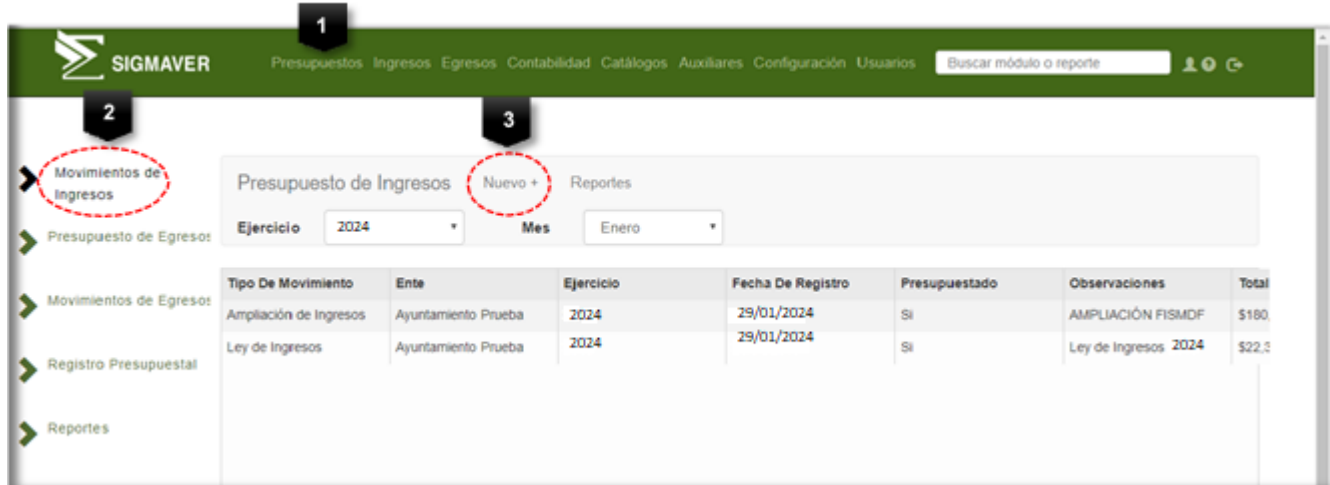 1
SIGMAVER
Presupuestos Ingresos Egresos Contabilidad Catálogos Auxiliares Configuración Usuarios Buscar módulo o reporte
2
3
Movimientos de
Ingresos
Presupuesto de Egresos
Movimientos de Egresos
Registro Presupuestal
Reportes
Presupuesto de Ingresos Nuevo + Reportes
Ejercicio 2024 Mes Enero
Tipo De Movimiento Ente Ejercicio Fecha De Registro Presupuestado Observaciones Total
Ampliación de Ingresos Ayuntamiento Prueba 2024 29/01/2024 Si AMPLIACIÓN FISMDF $180,
Ley de Ingresos Ayuntamiento Prueba 2024 29/01/2024 Si Ley de Ingresos 2024 $22,3